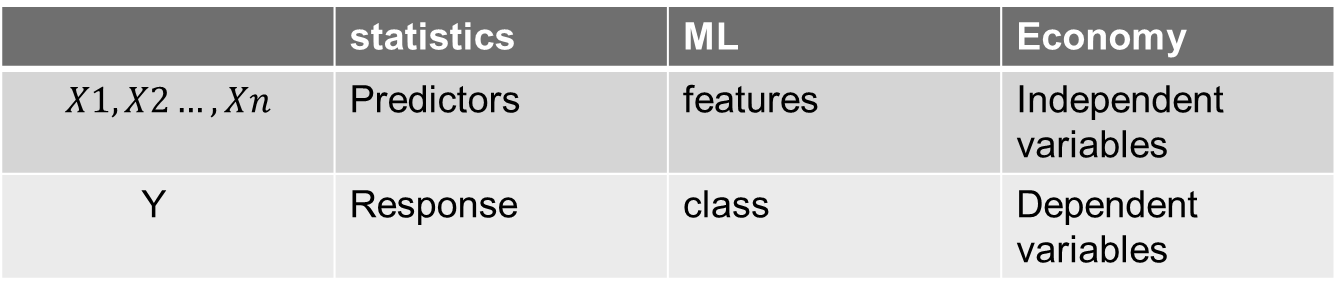 statistics ML Economy
X1, X2 … , Xn Predictors features Independent
variables
Y Response class Dependent
variables